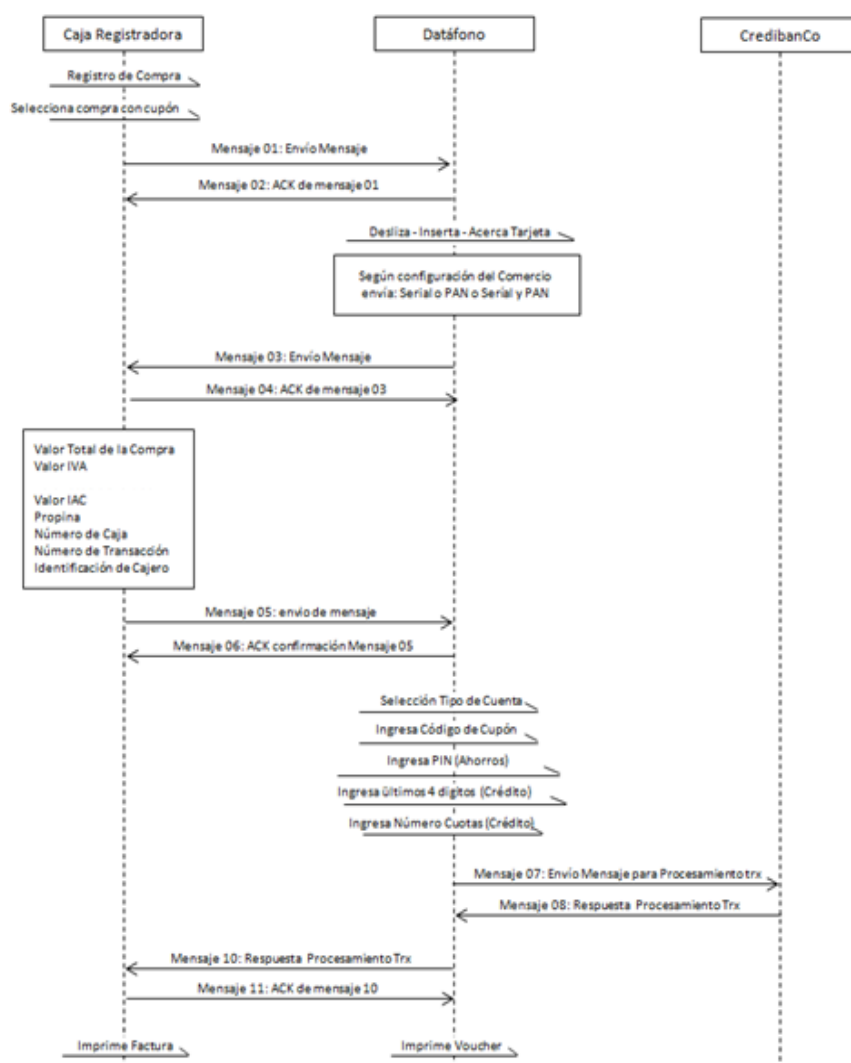 Caja Registradora
Datáfono
CredibanCo
Registro de Compra
Selecciona compra con cupón
Mensaje 01: Envío Mensaje
Mensaje 02: ACK de mensaje 01
Desliza - Inserta - Acerca Tarjeta
Según configuración del Comercio
envía: Serial o PAN o Serial y PAN
Mensaje 03: Envío Mensaje
Mensaje 04: ACK de mensaje 03
Valor Total de la Compra
Valor IVA
Valor IAC
Propina
Número de Caja
Número de Transacción
Identificación de Cajero
Mensaje 05: envio de mensaje
Mensaje 06: ACK confirmación Mensaje 05
Selección Tipo de Cuenta
Ingresa Código de Cupón
Ingresa PIN (Ahorros)
Ingresa últimos 4 digitos (Crédito)
Ingresa Número Cuotas (Crédito)
Mensaje 07: Envío Mensaje para Procesamiento trx
Mensaje 08: Respuesta Procesamiento Trx
Mensaje 10: Respuesta Procesamiento Trx
Mensaje 11: ACK de mensaje 10
Imprime Factura
Imprime Voucher